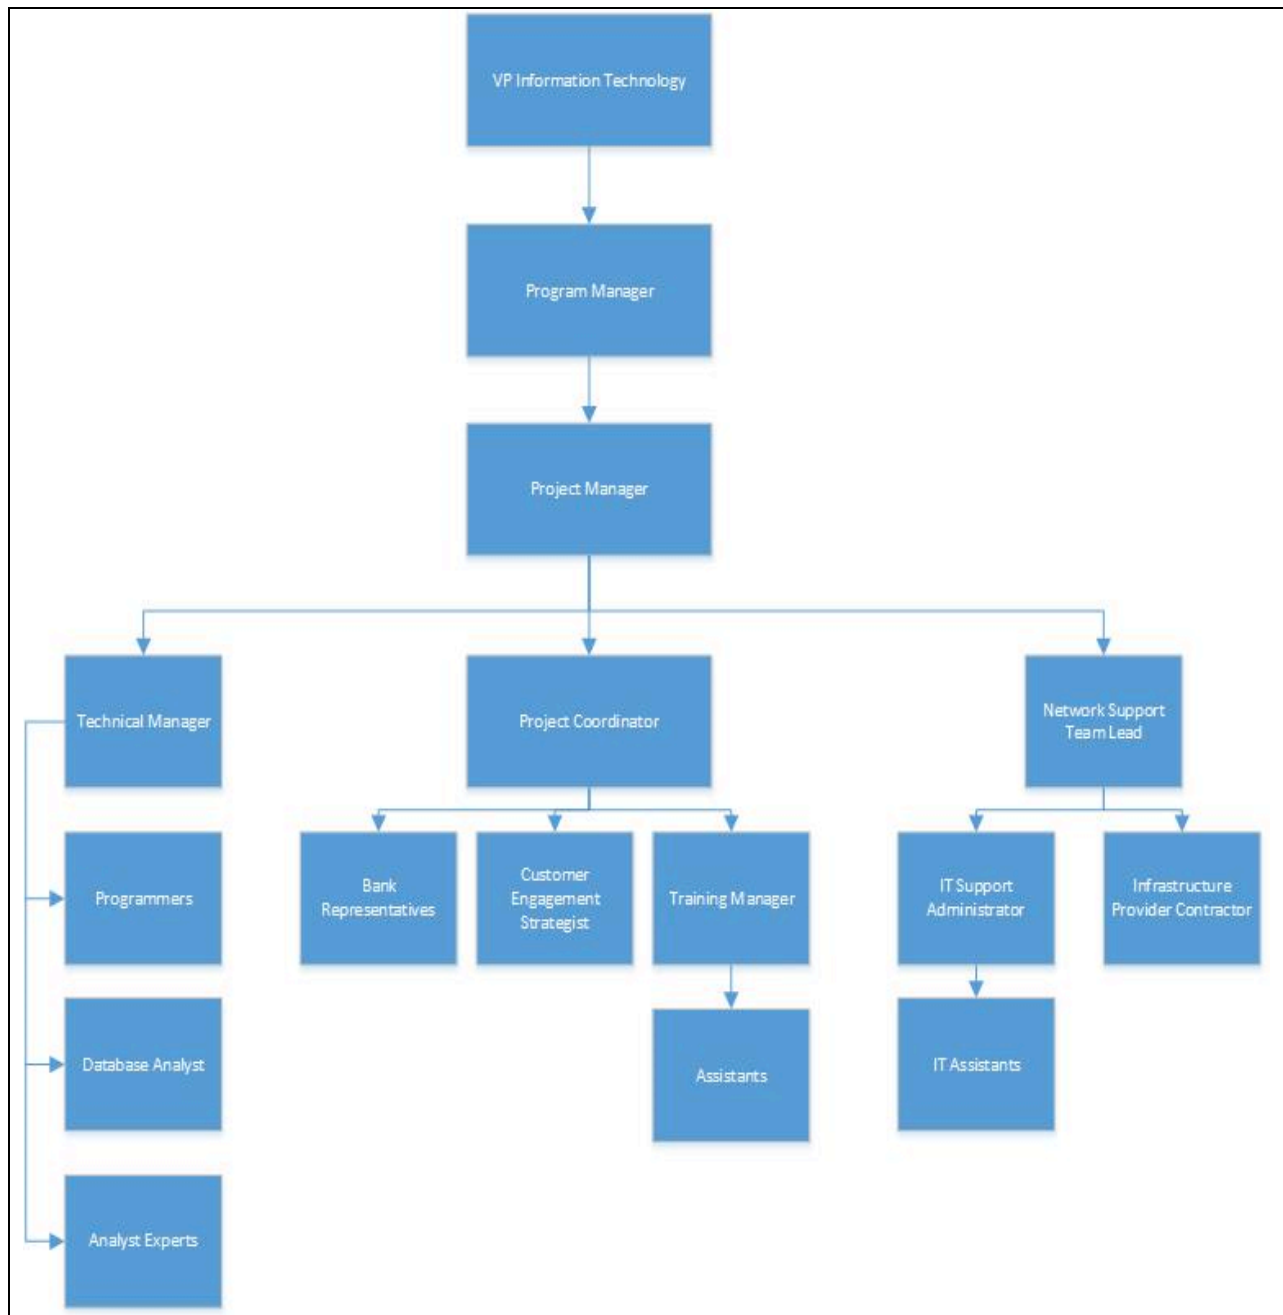 VP Information Technology
Program Manager
Project Manager
Technical Manager
Project Coordinator
Network Support
Team Lead
Programmers
Bank
Representatives
Customer
Engagement
Strategist
Training Manager
IT Support
Administrator
Infrastructure
Provider Contractor
Database Analyst
Assistants
IT Assistants
Analyst Experts